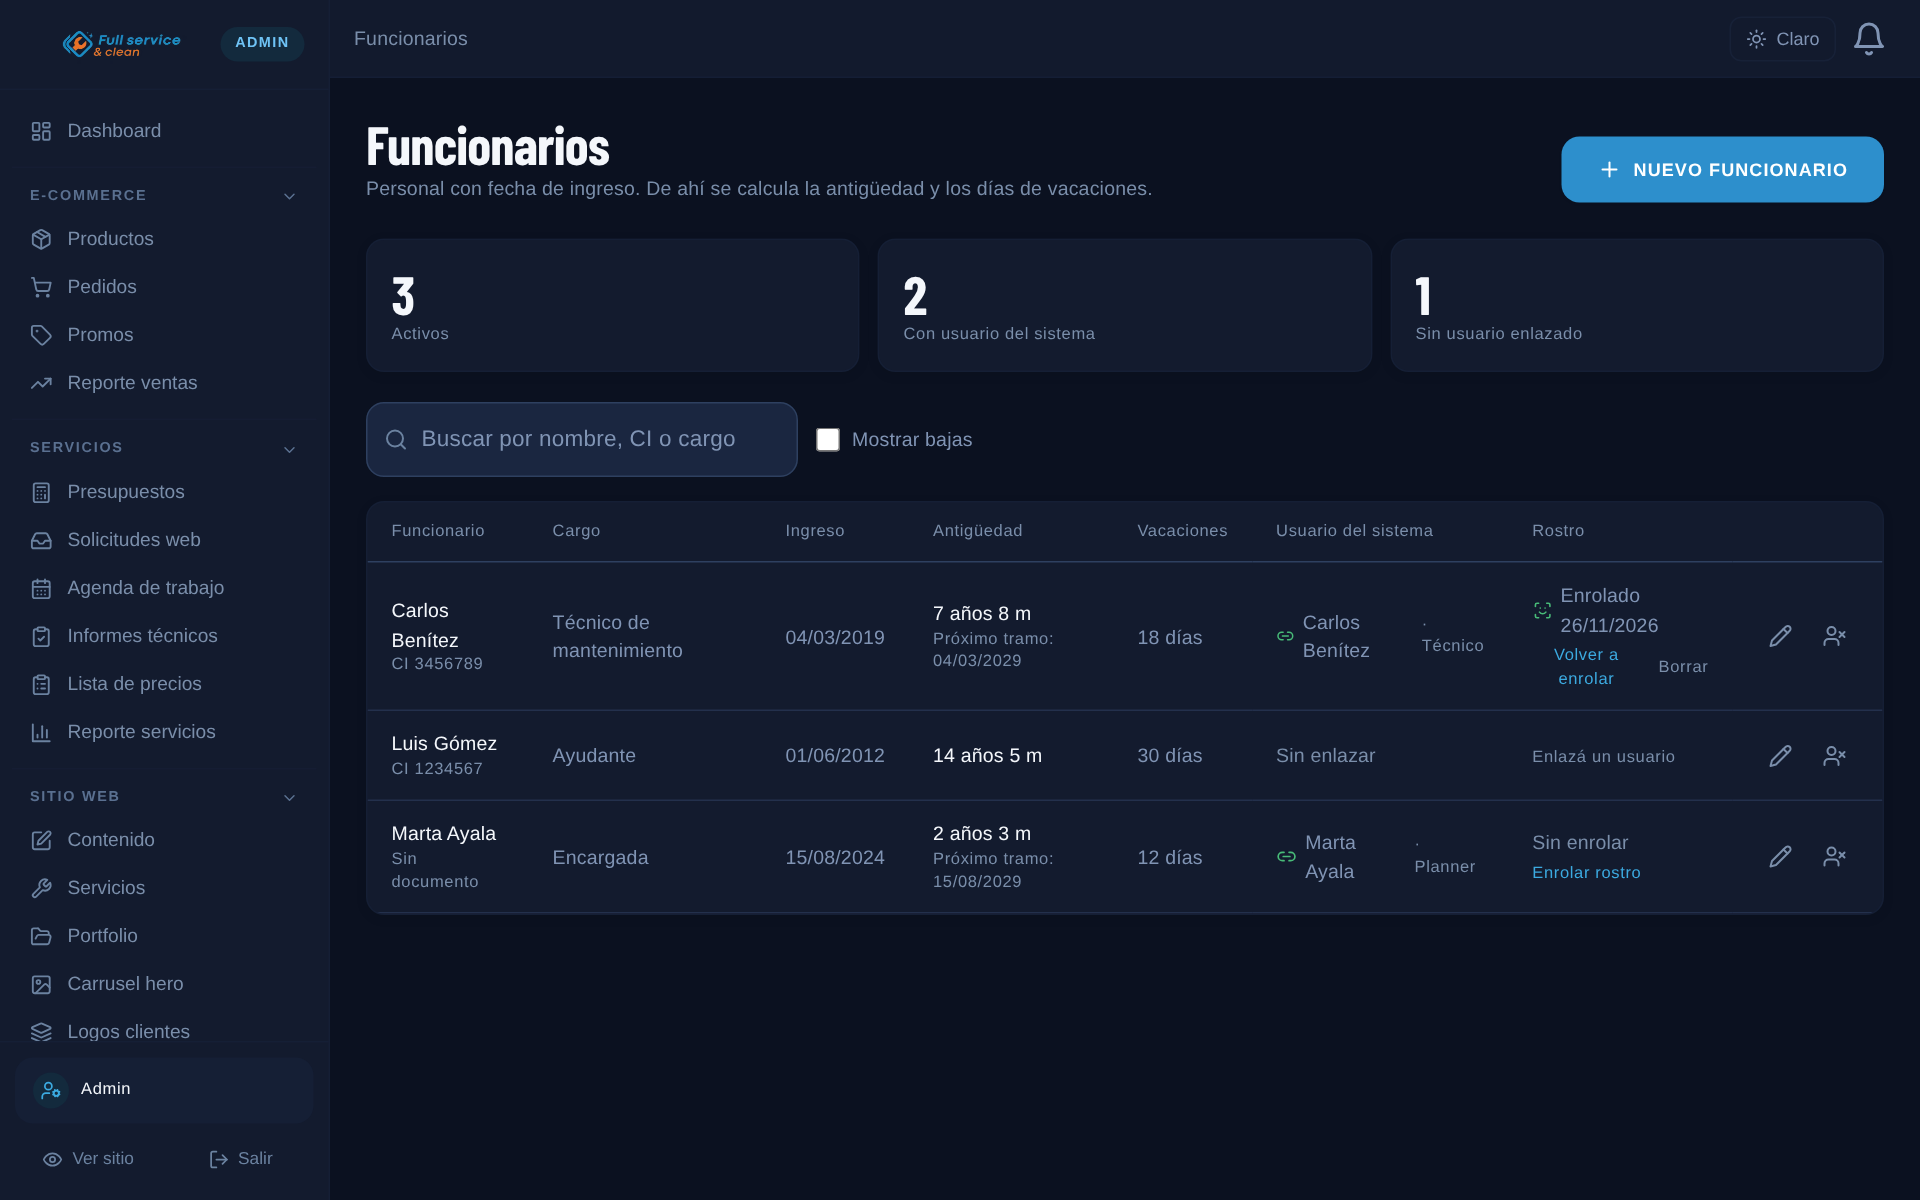 Full service
& clean
ADMIN
Funcionarios
Claro
Dashboard
E-COMMERCE
Productos
Pedidos
Promos
Reporte ventas
SERVICIOS
Presupuestos
Solicitudes web
Agenda de trabajo
Informes técnicos
Lista de precios
Reporte servicios
SITIO WEB
Contenido
Servicios
Portfolio
Carrusel hero
Logos clientes
Admin
Ver sitio
Salir
Funcionarios
Personal con fecha de ingreso. De ahí se calcula la antigüedad y los días de vacaciones.
NUEVO FUNCIONARIO
3
Activos
2
Con usuario del sistema
1
Sin usuario enlazado
Buscar por nombre, CI o cargo
Mostrar bajas
Funcionario Cargo Ingreso Antigüedad Vacaciones Usuario del sistema Rostro
Carlos
Benítez
CI 3456789
Técnico de
mantenimiento
04/03/2019
7 años 8 m
Próximo tramo:
04/03/2029
18 días
Carlos
Benítez
·
Técnico
Enrolado
26/11/2026
Volver a
enrolar
Borrar
Luis Gómez
CI 1234567
Ayudante
01/06/2012
14 años 5 m
30 días
Sin enlazar
Enlazá un usuario
Marta Ayala
Sin
documento
Encargada
15/08/2024
2 años 3 m
Próximo tramo:
15/08/2029
12 días
Marta
Ayala
·
Planner
Sin enrolar
Enrolar rostro